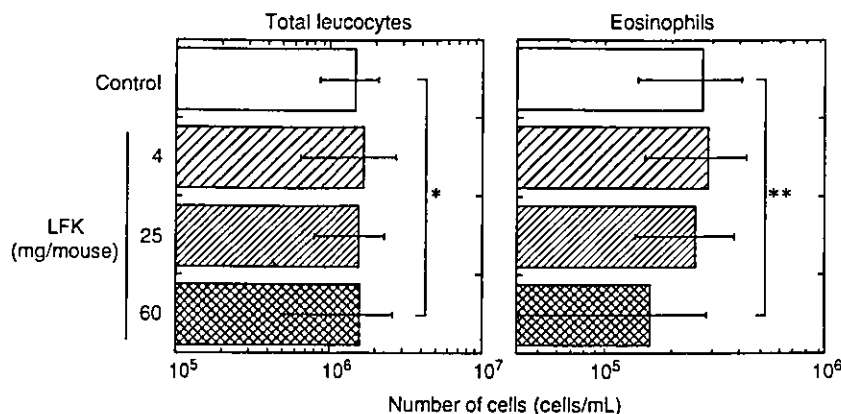 Total leucocytes
Eosinophils
Control
4
LFK
(mg/mouse)
25
60
*
**
10⁵ 10⁶ 10⁷
10⁵ 10⁶
Number of cells (cells/mL)